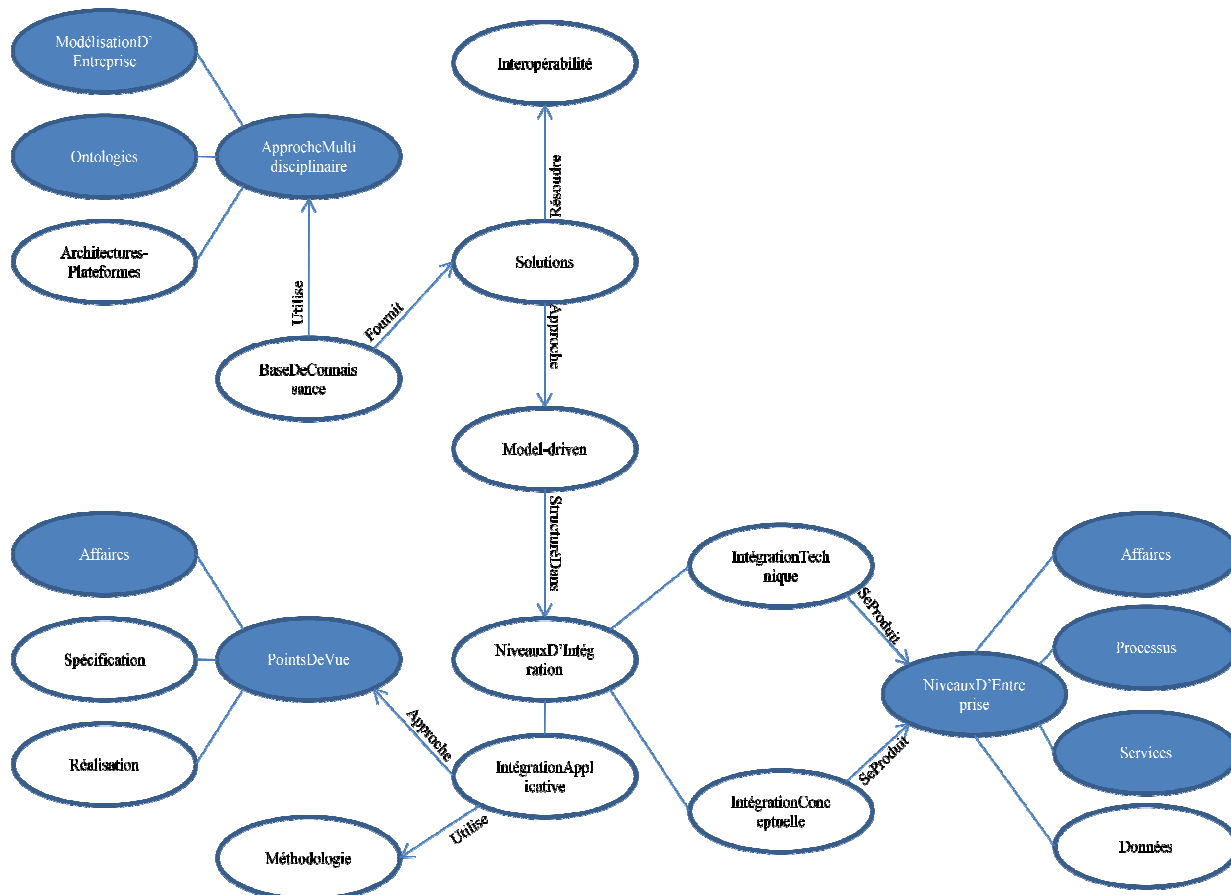 ModélisationD'
Entreprise
Interopérabilité
Ontologies
ApprocheMulti
disciplinaire
Résoudre
Architectures-
Plateformes
Solutions
Utilise
Fournit
Approche
BaseDeConnais
sance
Model-driven
StructuréDans
Affaires
IntégrationTech
nique
Affaires
SeProduit
Spécification
PointsDeVue
NiveauxD'Intég
ration
Processus
NiveauxD'Entre
prise
Approche
SeProduit
Services
Réalisation
IntégrationAppl
icative
IntégrationConc
eptuelle
Utilise
Méthodologie
Données